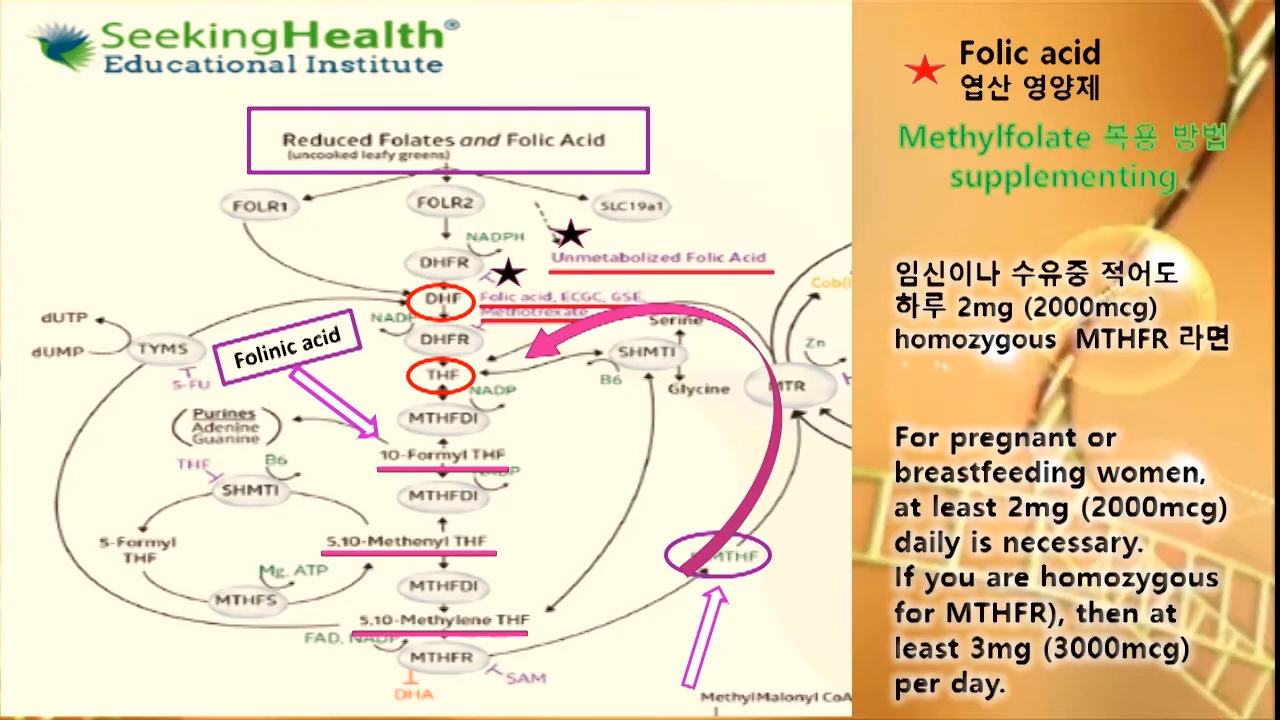 SeekingHealth®
Educational Institute
Reduced Folates and Folic Acid
(uncooked leafy greens)
FOLR1
FOLR2
SLC19a1
NADPH
DHFR
Unmetabolized Folic Acid
DHF
Folic acid, ECGC, GSE,
Methotrexate
NADP
DHFR
Serine
dUTP
dUMP
TYMS
5-FU
Folinic acid
SHMTI
B6
Glycine
THF
NADP
MTHFDI
MTR
Zn
Cob(i
Purines
Adenine
Guanine
10-Formyl THF
THF
B6
SHMTI
MTHFDI
5-Formyl
THF
5,10-Methenyl THF
MTHF
Mg, ATP
MTHFS
MTHFDI
5,10-Methylene THF
FAD, NADP
MTHFR
SAM
DHA
MethylMalonyl CoA
Folic acid
엽산 영양제
Methylfolate 복용 방법
supplementing
임신이나 수유중 적어도
하루 2mg (2000mcg)
homozygous MTHFR 라면
For pregnant or
breastfeeding women,
at least 2mg (2000mcg)
daily is necessary.
If you are homozygous
for MTHFR), then at
least 3mg (3000mcg)
per day.